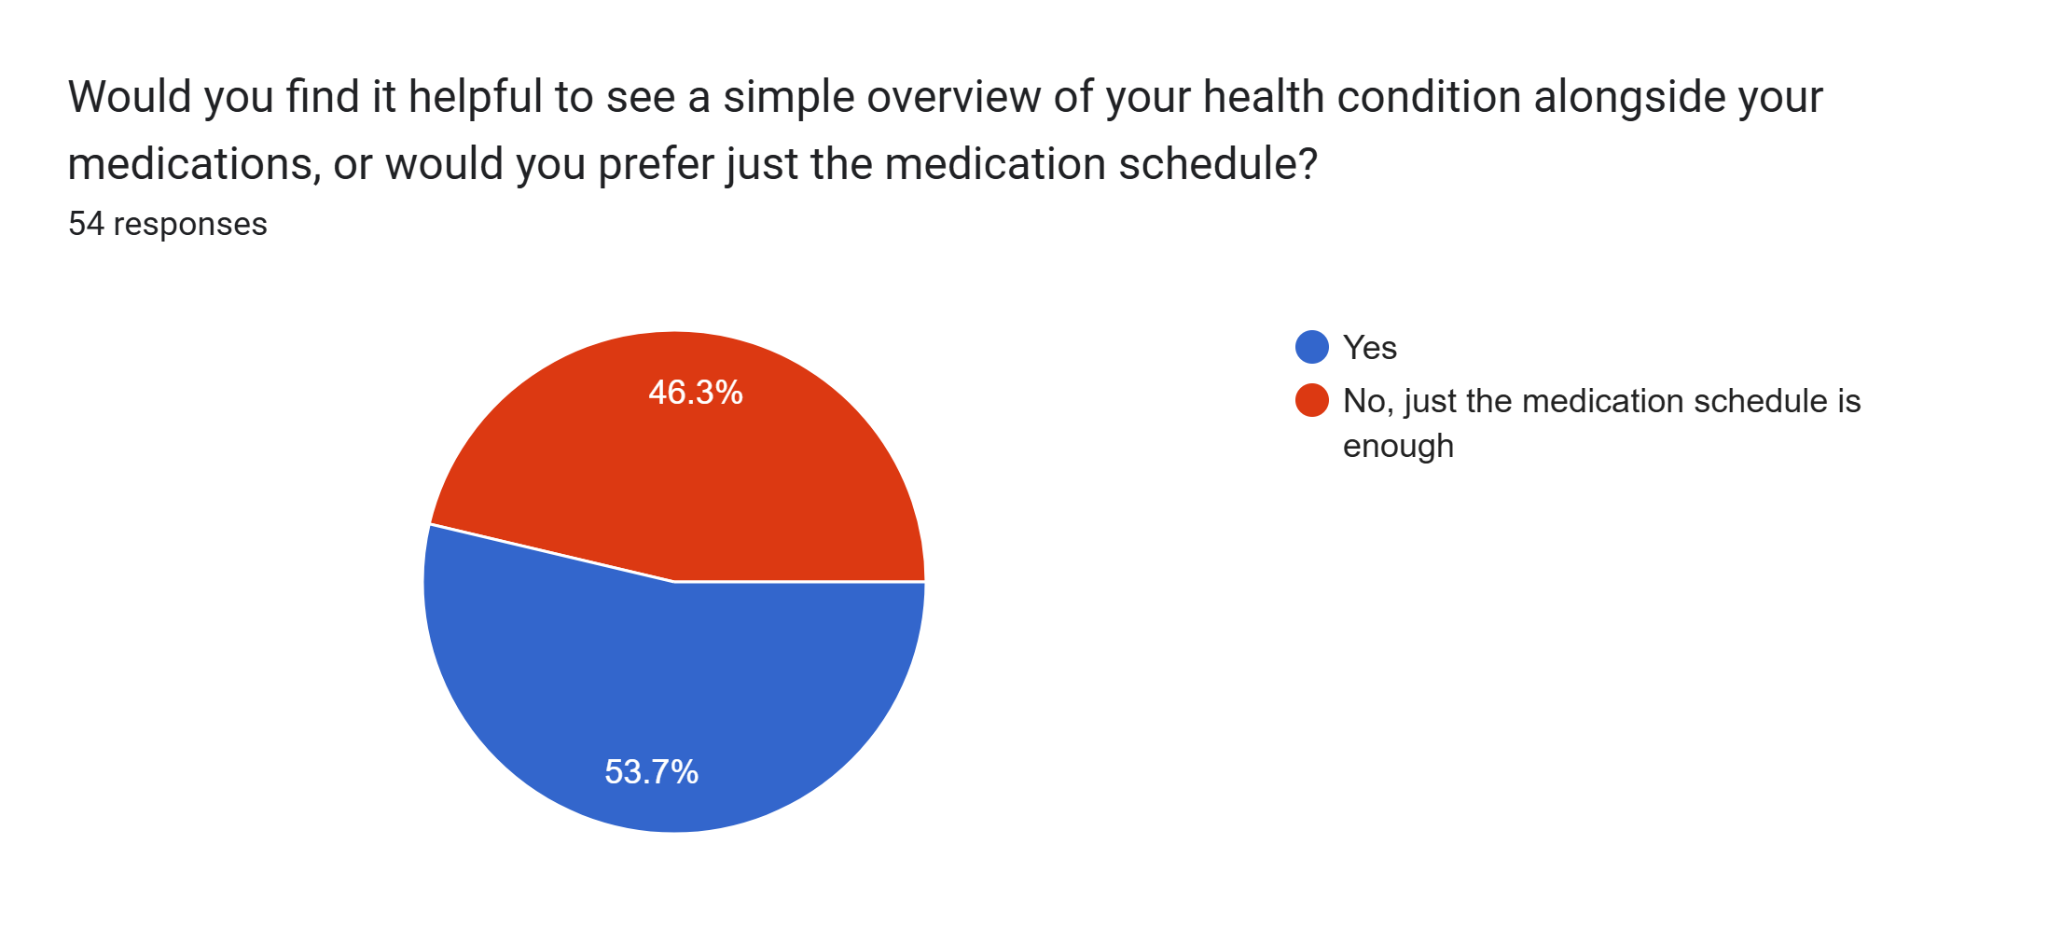 Would you find it helpful to see a simple overview of your health condition alongside your
medications, or would you prefer just the medication schedule?
54 responses
46.3%
53.7%
Yes
No, just the medication schedule is
enough